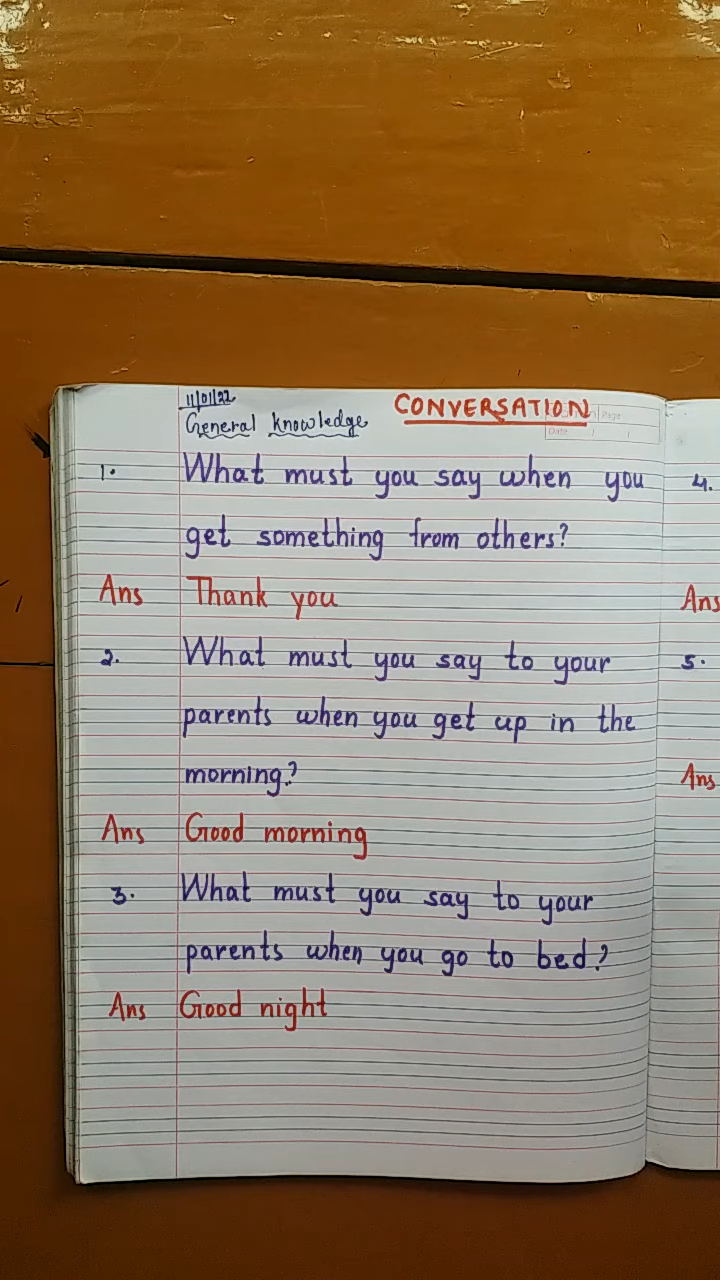 11/01/22
CONVERSATION
General knowledge
Page
Date / /
1. What must you say when you
get something from others?
Ans Thank you
2. What must you say to your
parents when you get up in the
morning?
Ans Good morning
3. What must you say to your
parents when you go to bed?
Ans Good night
4.
Ans
5.
Ans